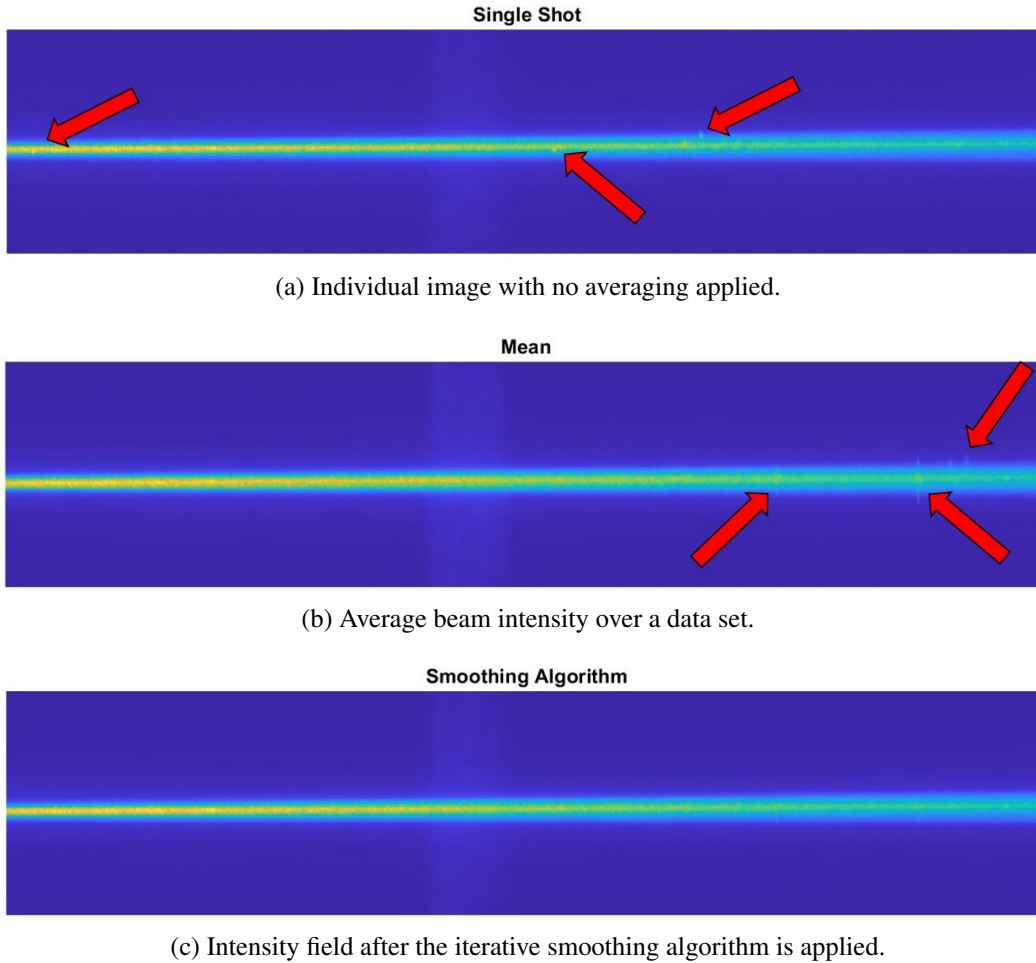 Single Shot
(a) Individual image with no averaging applied.
Mean
(b) Average beam intensity over a data set.
Smoothing Algorithm
(c) Intensity field after the iterative smoothing algorithm is applied.